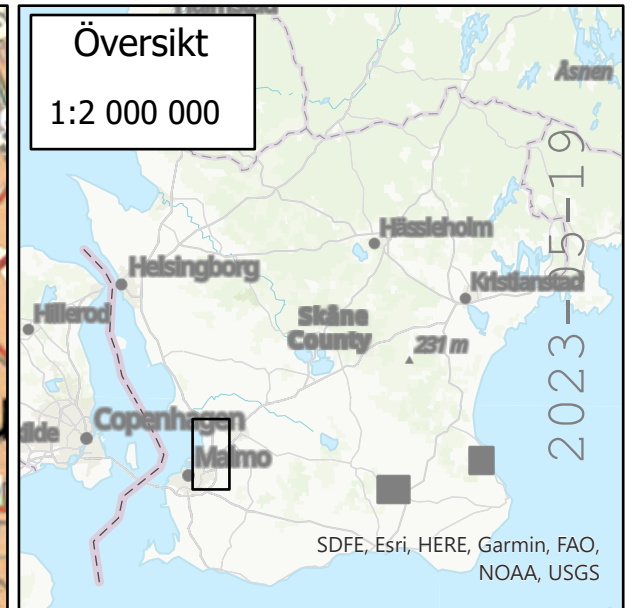 Översikt
1:2 000 000
Åsnen
2023-05-19
Hässleholm
Helsingborg
Kristianstad
Hillerod
Skåne
County
231 m
Copenhagen
Malmo
SDFE, Esri, HERE, Garmin, FAO,
NOAA, USGS